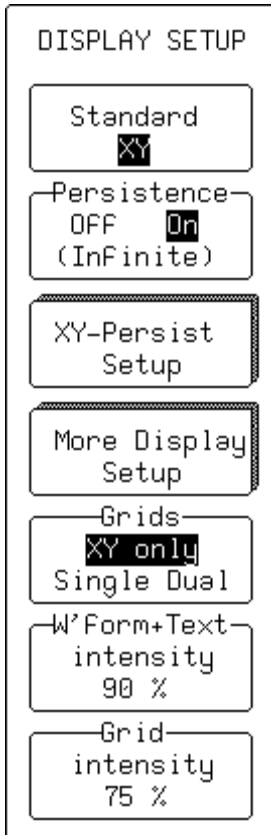 DISPLAY SETUP
Standard
XY
Persistence
OFF On
(Infinite)
XY-Persist
Setup
More Display
Setup
Grids
XY only
Single Dual
W'form+Text
intensity
90 %
Grid
intensity
75 %